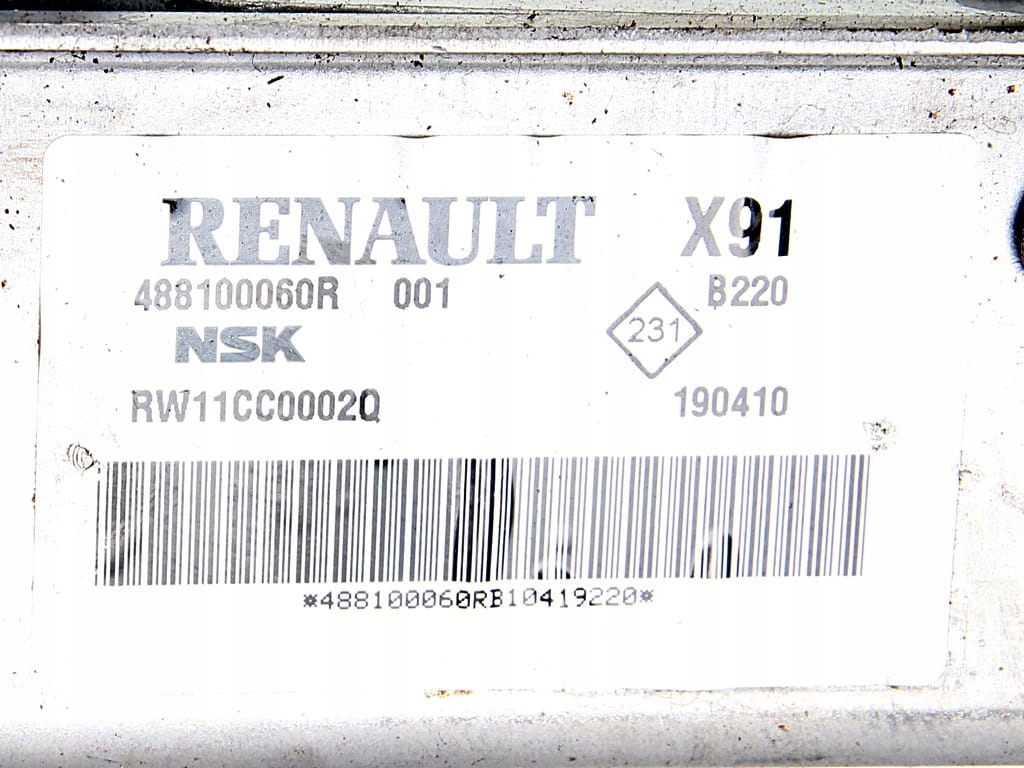 RENAULT X91
488100060R 001 B220
NSK 231
RW11CC0002Q 190410
*488100060RB10419220*